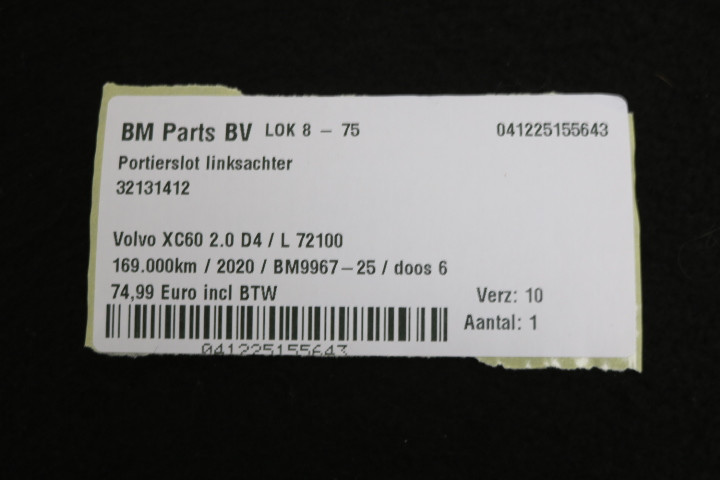 BM Parts BV LOK 8 - 75 041225155643
Portierslot linksachter
32131412
Volvo XC60 2.0 D4 / L 72100
169.000km / 2020 / BM9967-25 / doos 6
74,99 Euro incl BTW Verz: 10
Aantal: 1
041225155643